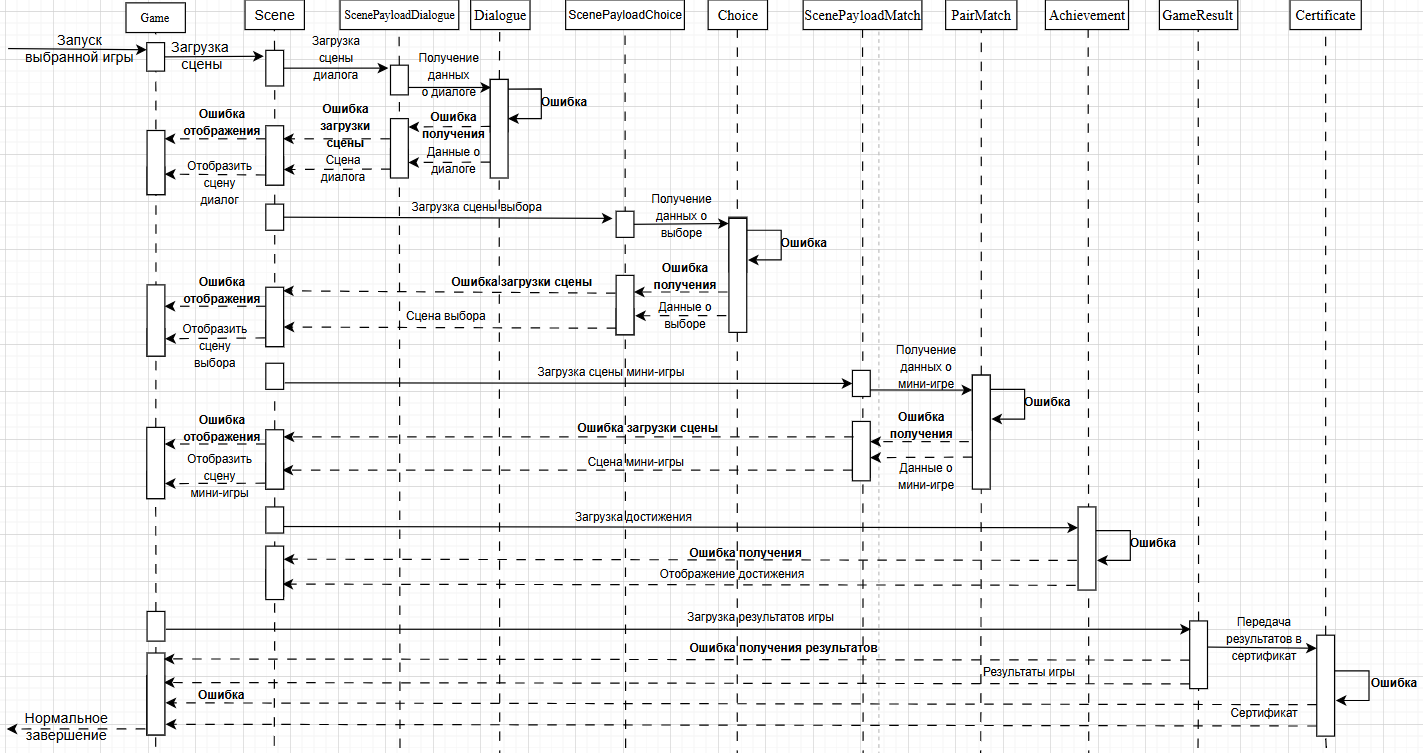 Game
Scene
ScenePayloadDialogue
Dialogue
ScenePayloadChoice
Choice
ScenePayloadMatch
PairMatch
Achievement
GameResult
Certificate
Запуск
выбранной игры
Загрузка
сцены
Загрузка
сцены
диалога
Получение
данных
о диалоге
Ошибка
Ошибка
отображения
Ошибка
загрузки
сцены
Ошибка
получения
Отобразить
сцену
диалог
Сцена
диалога
Данные о
диалоге
Загрузка сцены выбора
Получение
данных о
выборе
Ошибка
Ошибка
отображения
Ошибка загрузки сцены
Ошибка
получения
Отобразить
сцену
выбора
Сцена выбора
Данные о
выборе
Загрузка сцены мини-игры
Получение
данных о
мини-игре
Ошибка
Ошибка
отображения
Ошибка загрузки сцены
Ошибка
получения
Отобразить
сцену
мини-игры
Сцена мини-игры
Данные о
мини-игре
Загрузка достижения
Ошибка
Ошибка получения
Отображение достижения
Загрузка результатов игры
Передача
результатов в
сертификат
Ошибка получения результатов
Результаты игры
Ошибка
Ошибка
Сертификат
Нормальное
завершение